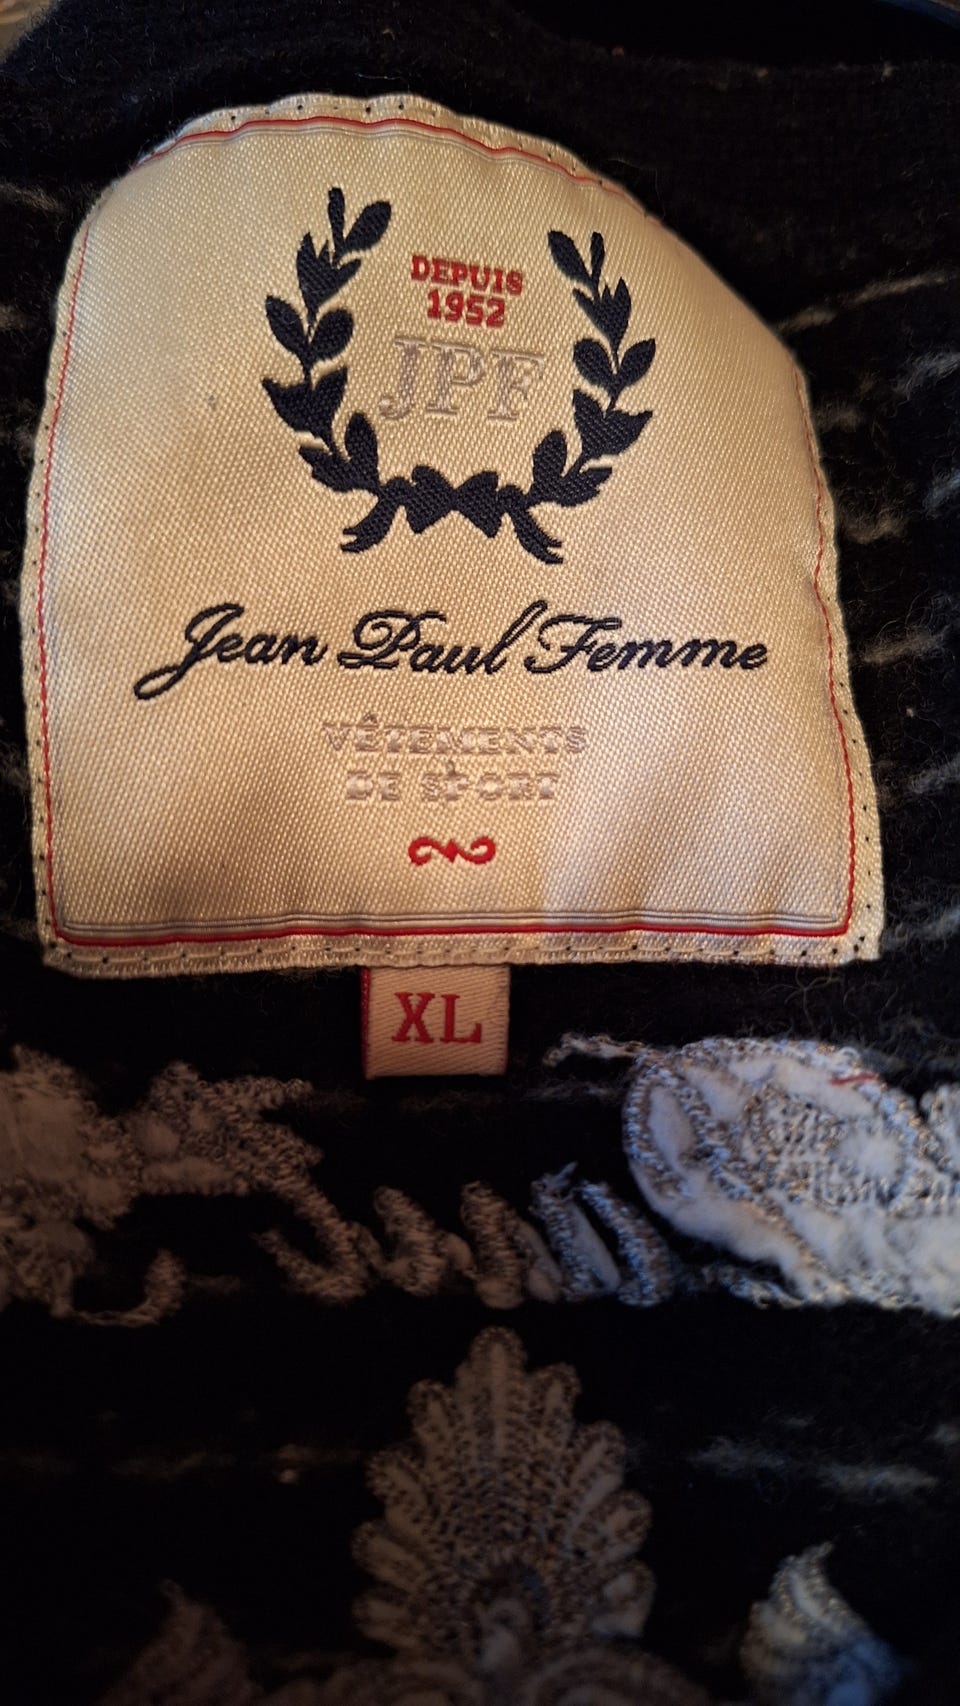 DEPUIS
1952
JPF
Jean Paul Femme
VÊTEMENTS
DE SPORT
XL